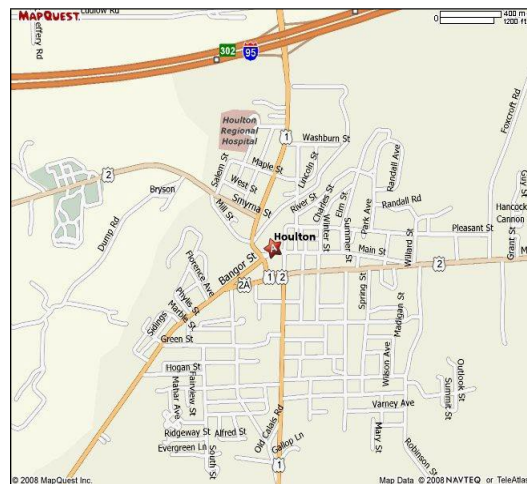 MAPQUEST.
Ludlow Rd
Jeffery Rd
400 m
0
1200 ft
302
95
Foxcroft Rd
Houlton
Regional
Hospital
1
Washburn St
Salem St
Maple St
2
West St
Lincoln St
Randall Ave
Guy St
Bryson
Smyrna St
River St
Charles St
Elm St
Park Ave
Randall Rd
Hancock
Cannon
Mill St
Winter St
Summer St
Pleasant St
Dump Rd
A
Houlton
Main St
Willard St
Grant St
M
Florence Ave
Bangor St
2A
1
2
2
Phylis St
Marble St
Spring St
Madigan St
Sidings
Green St
Hogan St
Mahar Ave
Fairview St
Wilson Ave
Outlook St
Summit St
Varney Ave
Ridgeway St
Alfred St
Old Calais Rd
Mary St
Evergreen Ln
South St
Gallop Ln
Robinson St
1
© 2008 MapQuest Inc.
Map Data © 2008 NAVTEQ or TeleAtlas